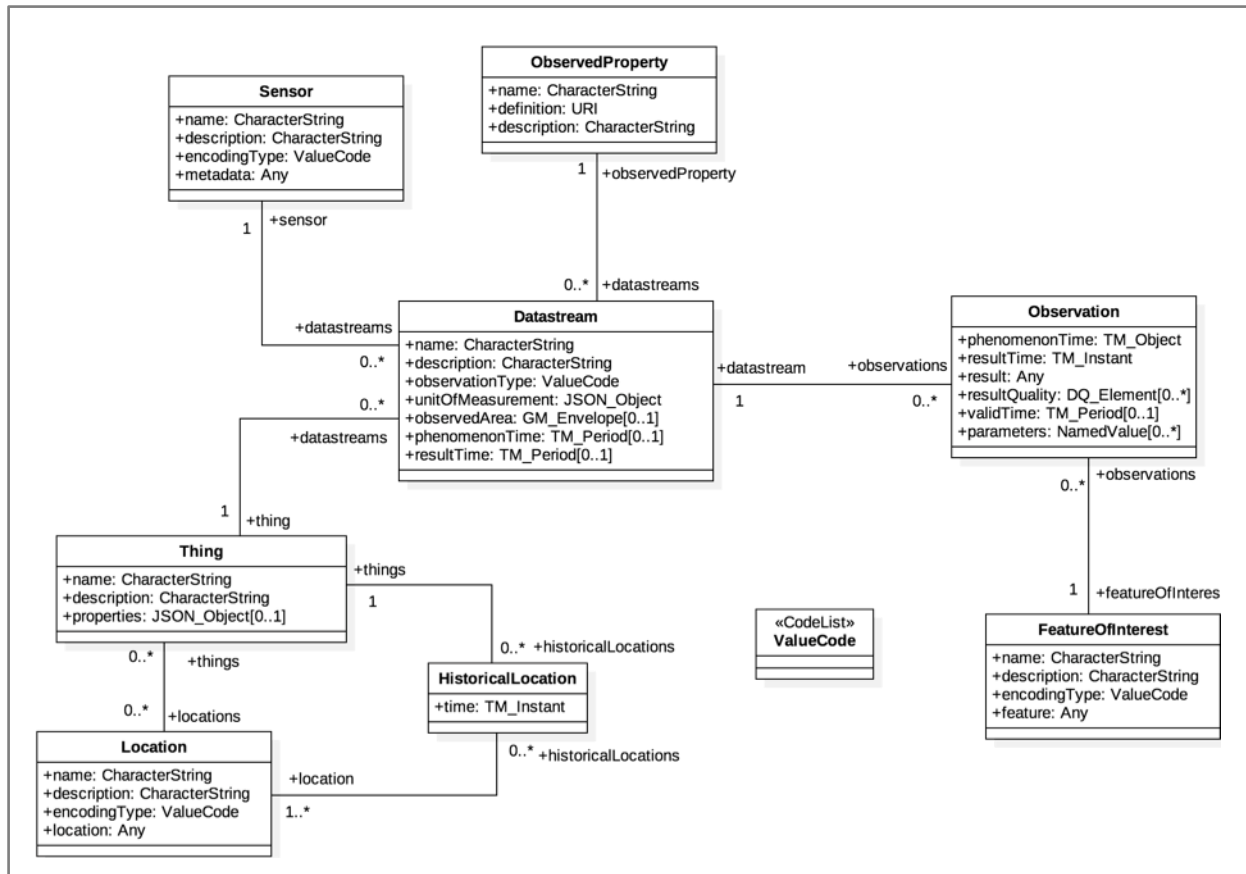 ObservedProperty
+name: CharacterString
+definition: URI
+description: CharacterString
Sensor
+name: CharacterString
+description: CharacterString
+encodingType: ValueCode
+metadata: Any
1
+observedProperty
1
+sensor
0..*
+datastreams
+datastreams
0..*
Datastream
+name: CharacterString
+description: CharacterString
+observationType: ValueCode
+unitOfMeasurement: JSON_Object
+observedArea: GM_Envelope[0..1]
+phenomenonTime: TM_Period[0..1]
+resultTime: TM_Period[0..1]
+datastream
1
+observations
0..*
Observation
+phenomenonTime: TM_Object
+resultTime: TM_Instant
+result: Any
+resultQuality: DQ_Element[0..*]
+validTime: TM_Period[0..1]
+parameters: NamedValue[0..*]
0..*
+datastreams
+observations
0..*
1
+thing
Thing
+name: CharacterString
+description: CharacterString
+properties: JSON_Object[0..1]
+things
1
1
+featureOfInteres
«CodeList»
ValueCode
FeatureOfInterest
+name: CharacterString
+description: CharacterString
+encodingType: ValueCode
+feature: Any
0..*
+things
0..*
+historicalLocations
HistoricalLocation
+time: TM_Instant
0..*
+locations
0..*
+historicalLocations
Location
+name: CharacterString
+description: CharacterString
+encodingType: ValueCode
+location: Any
+location
1..*